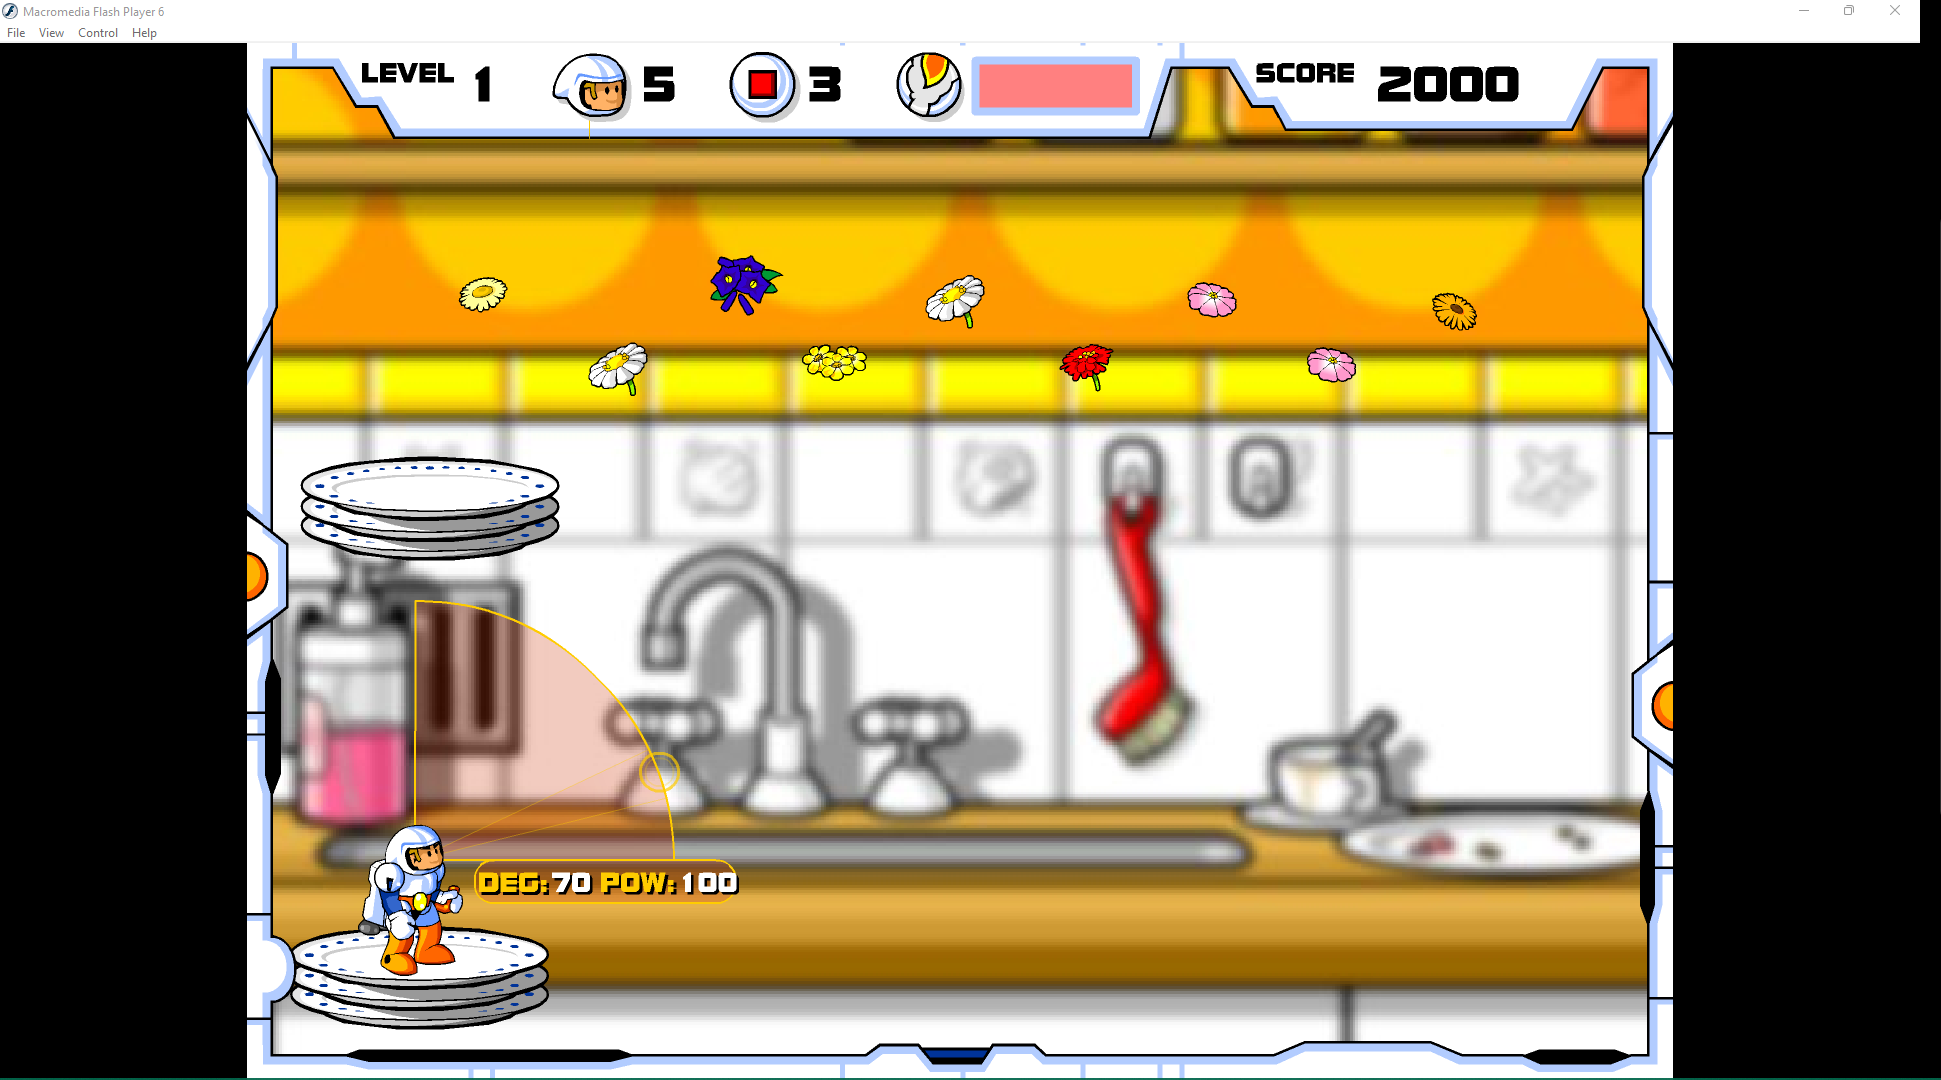 Macromedia Flash Player 6
File View Control Help
LEVEL 1 5 3 SCORE 2000
DEG:70 POW:100